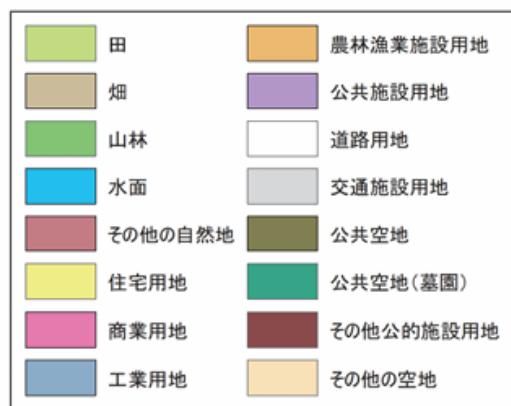 田
畑
山林
水面
その他の自然地
住宅用地
商業用地
工業用地
農林漁業施設用地
公共施設用地
道路用地
交通施設用地
公共空地
公共空地(墓園)
その他公的施設用地
その他の空地